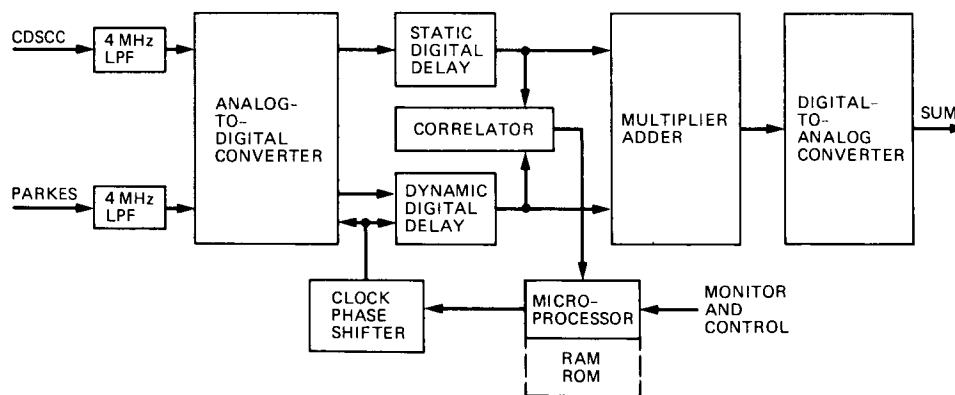 CDSCC
4 MHz
LPF
ANALOG-
TO-
DIGITAL
CONVERTER
STATIC
DIGITAL
DELAY
CORRELATOR
MULTIPLIER
ADDER
DIGITAL-
TO-
ANALOG
CONVERTER
SUM
PARKES
4 MHz
LPF
DYNAMIC
DIGITAL
DELAY
CLOCK
PHASE
SHIFTER
MICRO-
PROCESSOR
RAM
ROM
MONITOR
AND
CONTROL